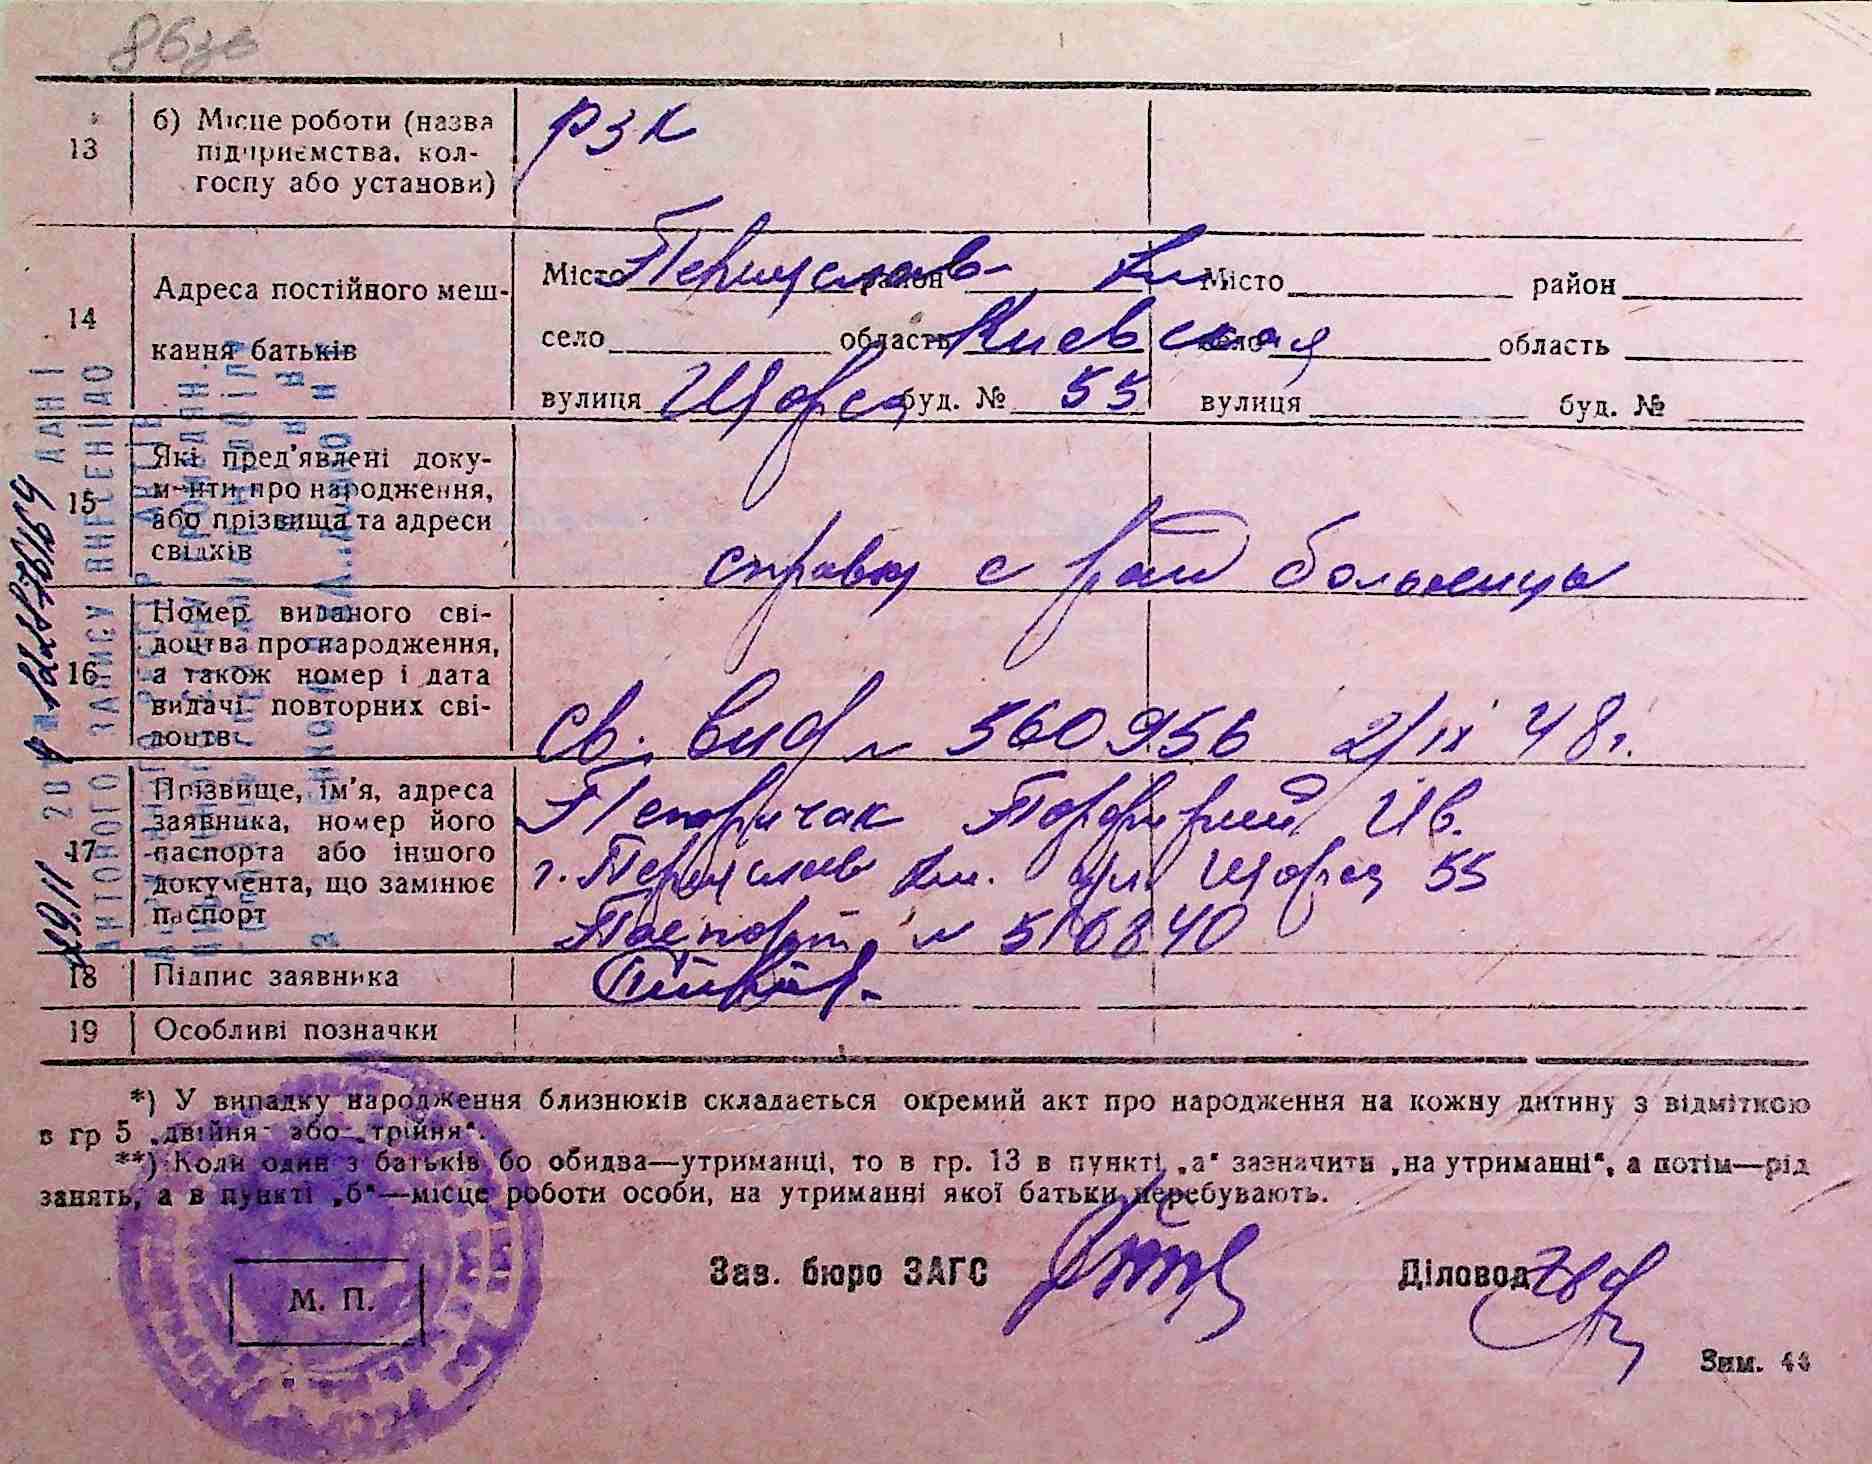 86зв
13
б) Місце роботи (назва
підприємства, кол-
госпу або установи)
РЗК
14
Адреса постійного меш-
кання батьків
Місто Переяслав- район Хм
село область Киевская
вулиця Щорса буд. № 55
Місто район
село область
вулиця буд. №
15
Які пред'явлені доку-
менти про народження,
або прізвища та адреси
свідків
справку с рай больницы
16
Номер виданого сві-
доцтва про народження,
а також номер і дата
видачі повторних сві-
доцтв
Св. выд № 560956 2/IX 48 г.
17
Прізвище, ім'я, адреса
заявника, номер його
паспорта або іншого
документа, що замінює
паспорт
Порфирий Ив.
г. Переяслав Хм. ул. Щорса 55
Паспорт № 516840
18
Підпис заявника
19
Особливі позначки
*) У випадку народження близнюків складається окремий акт про народження на кожну дитину з відміткою
в гр 5 „двійня" або „трійня".
**) Коли один з батьків бо обидва—утриманці, то в гр. 13 в пункті „а" зазначить „на утриманні", а потім—рід
занять, а в пункті „б"—місце роботи особи, на утриманні якої батьки перебувають.
М. П.
Зав. бюро ЗАГС
Діловод
Зам. 44